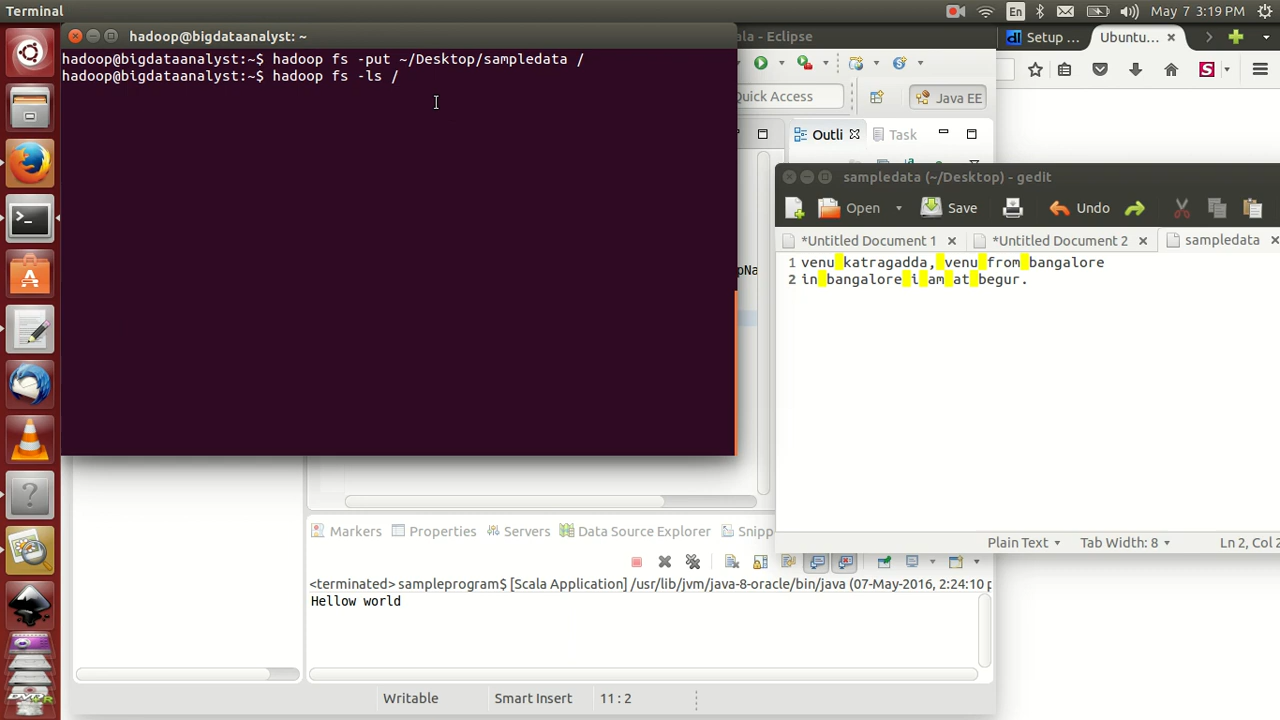 Terminal
En
May 7 3:19 PM
hadoop@bigdataanalyst: ~
hadoop@bigdataanalyst:~$ hadoop fs -put ~/Desktop/sampledata /
hadoop@bigdataanalyst:~$ hadoop fs -ls /
la - Eclipse
Quick Access
Java EE
Outli
Task
Setup ...
Ubuntu...
S
sampledata (~/Desktop) - gedit
Open
Save
Undo
*Untitled Document 1
*Untitled Document 2
sampledata
1 venu katragadda, venu from bangalore
2 in bangalore i am at begur.
Plain Text
Tab Width: 8
Ln 2, Col 2
pNa
Markers
Properties
Servers
Data Source Explorer
Snipp
<terminated> sampleprogram$ [Scala Application] /usr/lib/jvm/java-8-oracle/bin/java (07-May-2016, 2:24:10 p
Hellow world
Writable
Smart Insert
11 : 2